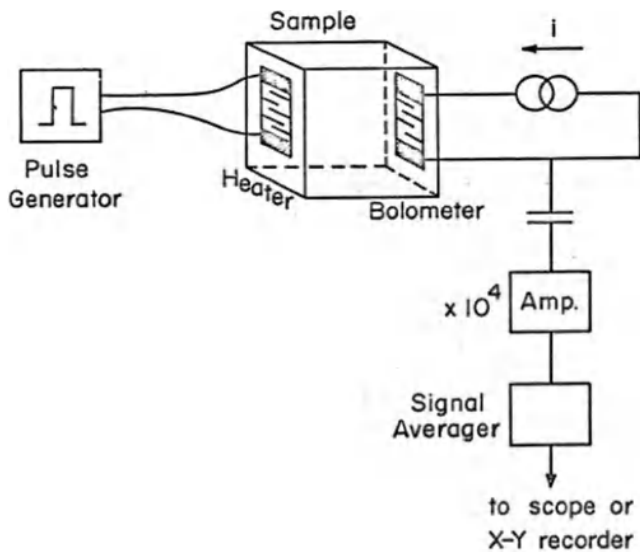 Sample
i
Pulse
Generator
Heater
Bolometer
x 10⁴
Amp.
Signal
Averager
to scope or
X-Y recorder